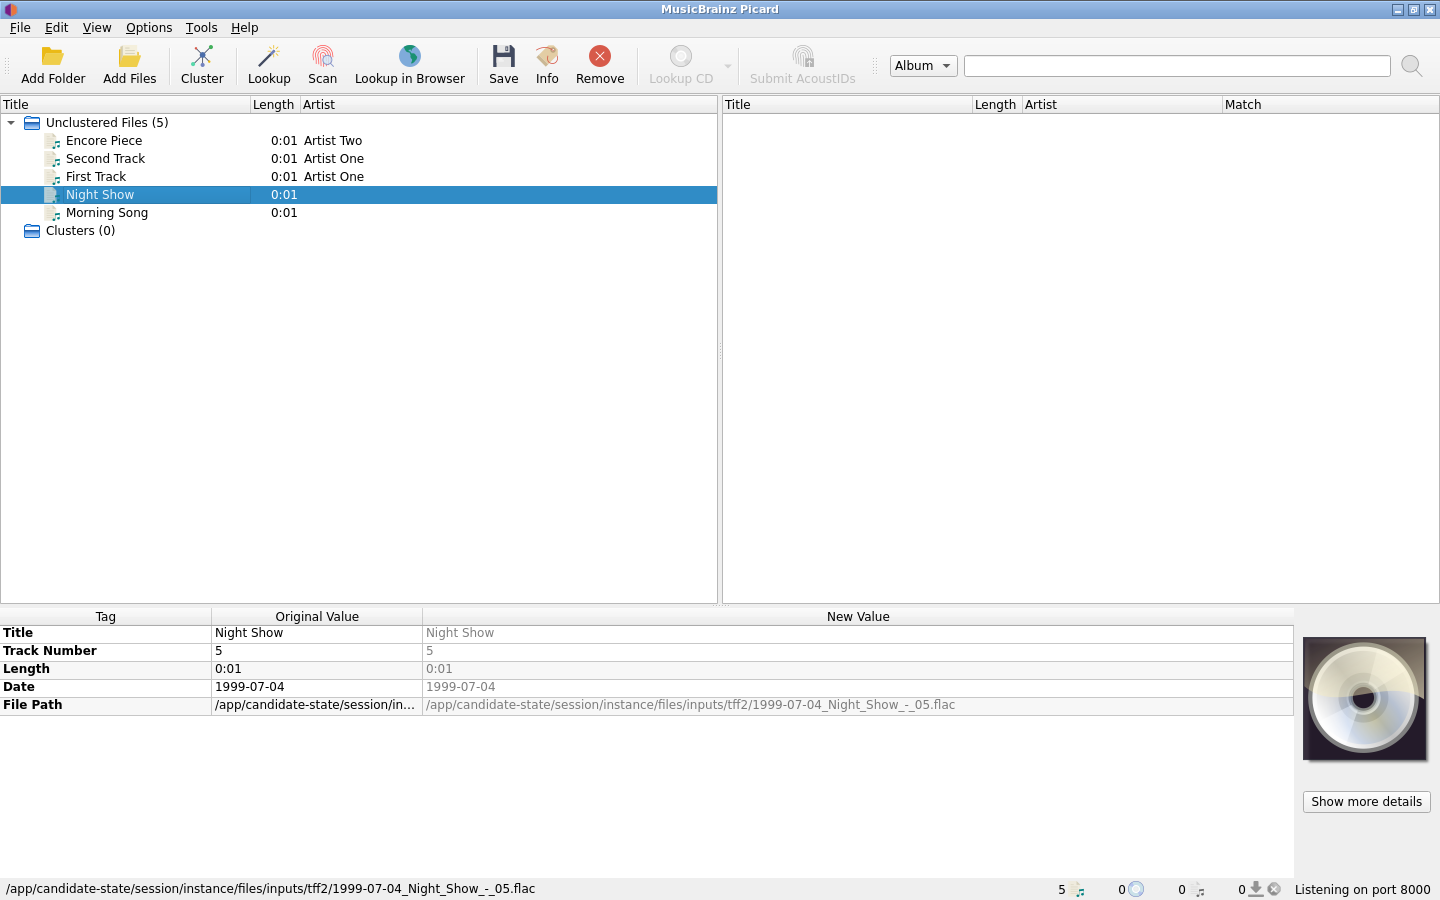 MusicBrainz Picard
File Edit View Options Tools Help
Add Folder Add Files Cluster Lookup Scan Lookup in Browser Save Info Remove Lookup CD Submit AcoustIDs Album
Title Length Artist
Title Length Artist Match
Unclustered Files (5)
Encore Piece 0:01 Artist Two
Second Track 0:01 Artist One
First Track 0:01 Artist One
Night Show 0:01
Morning Song 0:01
Clusters (0)
Tag Original Value New Value
Title Night Show Night Show
Track Number 5 5
Length 0:01 0:01
Date 1999-07-04 1999-07-04
File Path /app/candidate-state/session/in... /app/candidate-state/session/instance/files/inputs/tff2/1999-07-04_Night_Show_-_05.flac
Show more details
/app/candidate-state/session/instance/files/inputs/tff2/1999-07-04_Night_Show_-_05.flac 5 0 0 0 Listening on port 8000